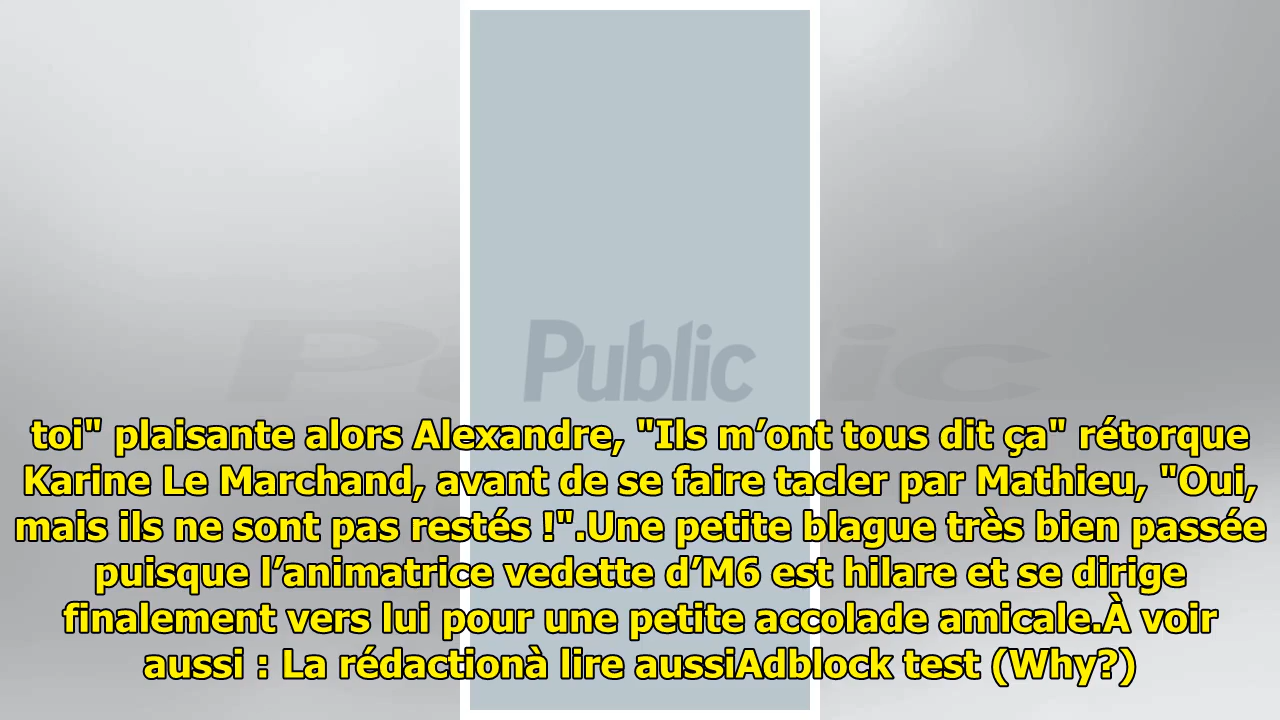 Public
toi" plaisante alors Alexandre, "Ils m’ont tous dit ça" rétorque
Karine Le Marchand, avant de se faire tacler par Mathieu, "Oui,
mais ils ne sont pas restés !".Une petite blague très bien passée
puisque l’animatrice vedette d’M6 est hilare et se dirige
finalement vers lui pour une petite accolade amicale.À voir
aussi : La rédactionà lire aussiAdblock test (Why?)